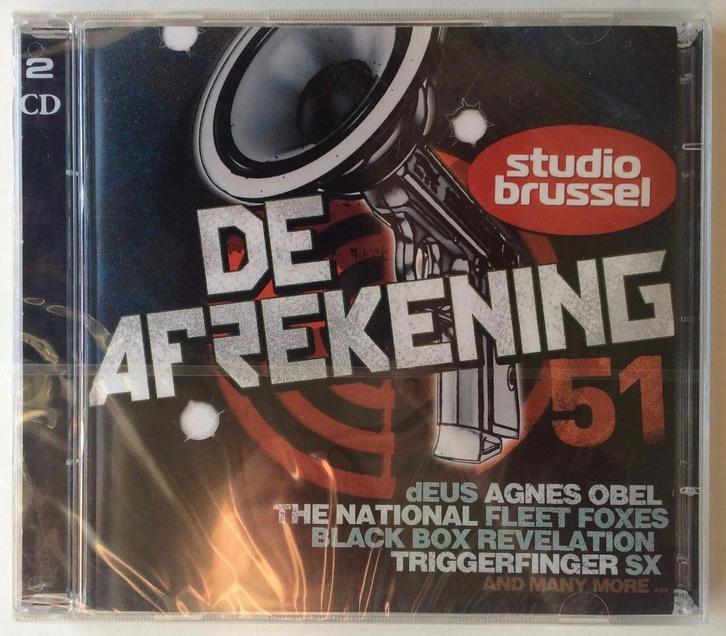 2
CD
studio
brussel
DE
AFREKENING
51
dEUS AGNES OBEL
THE NATIONAL FLEET FOXES
BLACK BOX REVELATION
TRIGGERFINGER SX
AND MANY MORE ...